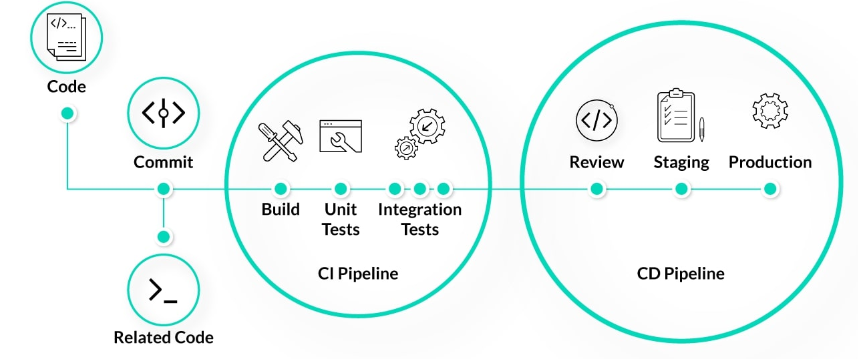 </>...
Code
Commit
Related Code
Build
Unit
Tests
Integration
Tests
CI Pipeline
</>
Review
Staging
Production
CD Pipeline